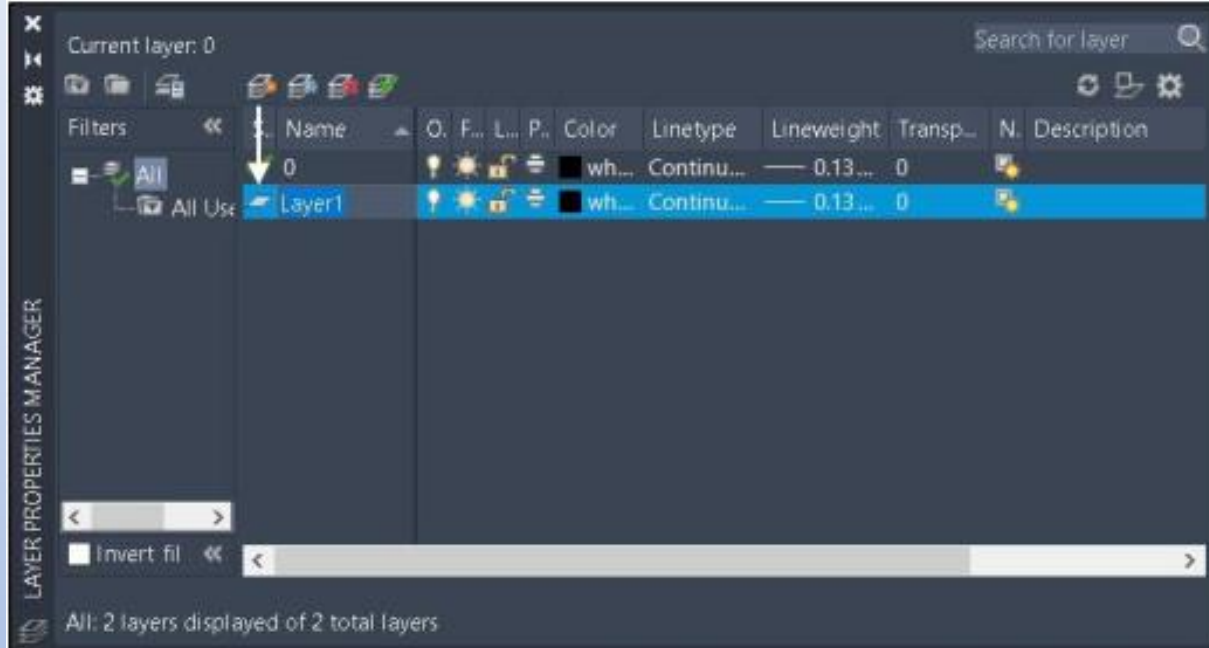 Current layer: 0
Search for layer
Filters
S.. Name O. F... L... P.. Color Linetype Lineweight Transp... N. Description
All
0 wh... Continu... 0.13... 0
All Use
Layer1 wh... Continu... 0.13... 0
Invert fil
All: 2 layers displayed of 2 total layers
LAYER PROPERTIES MANAGER